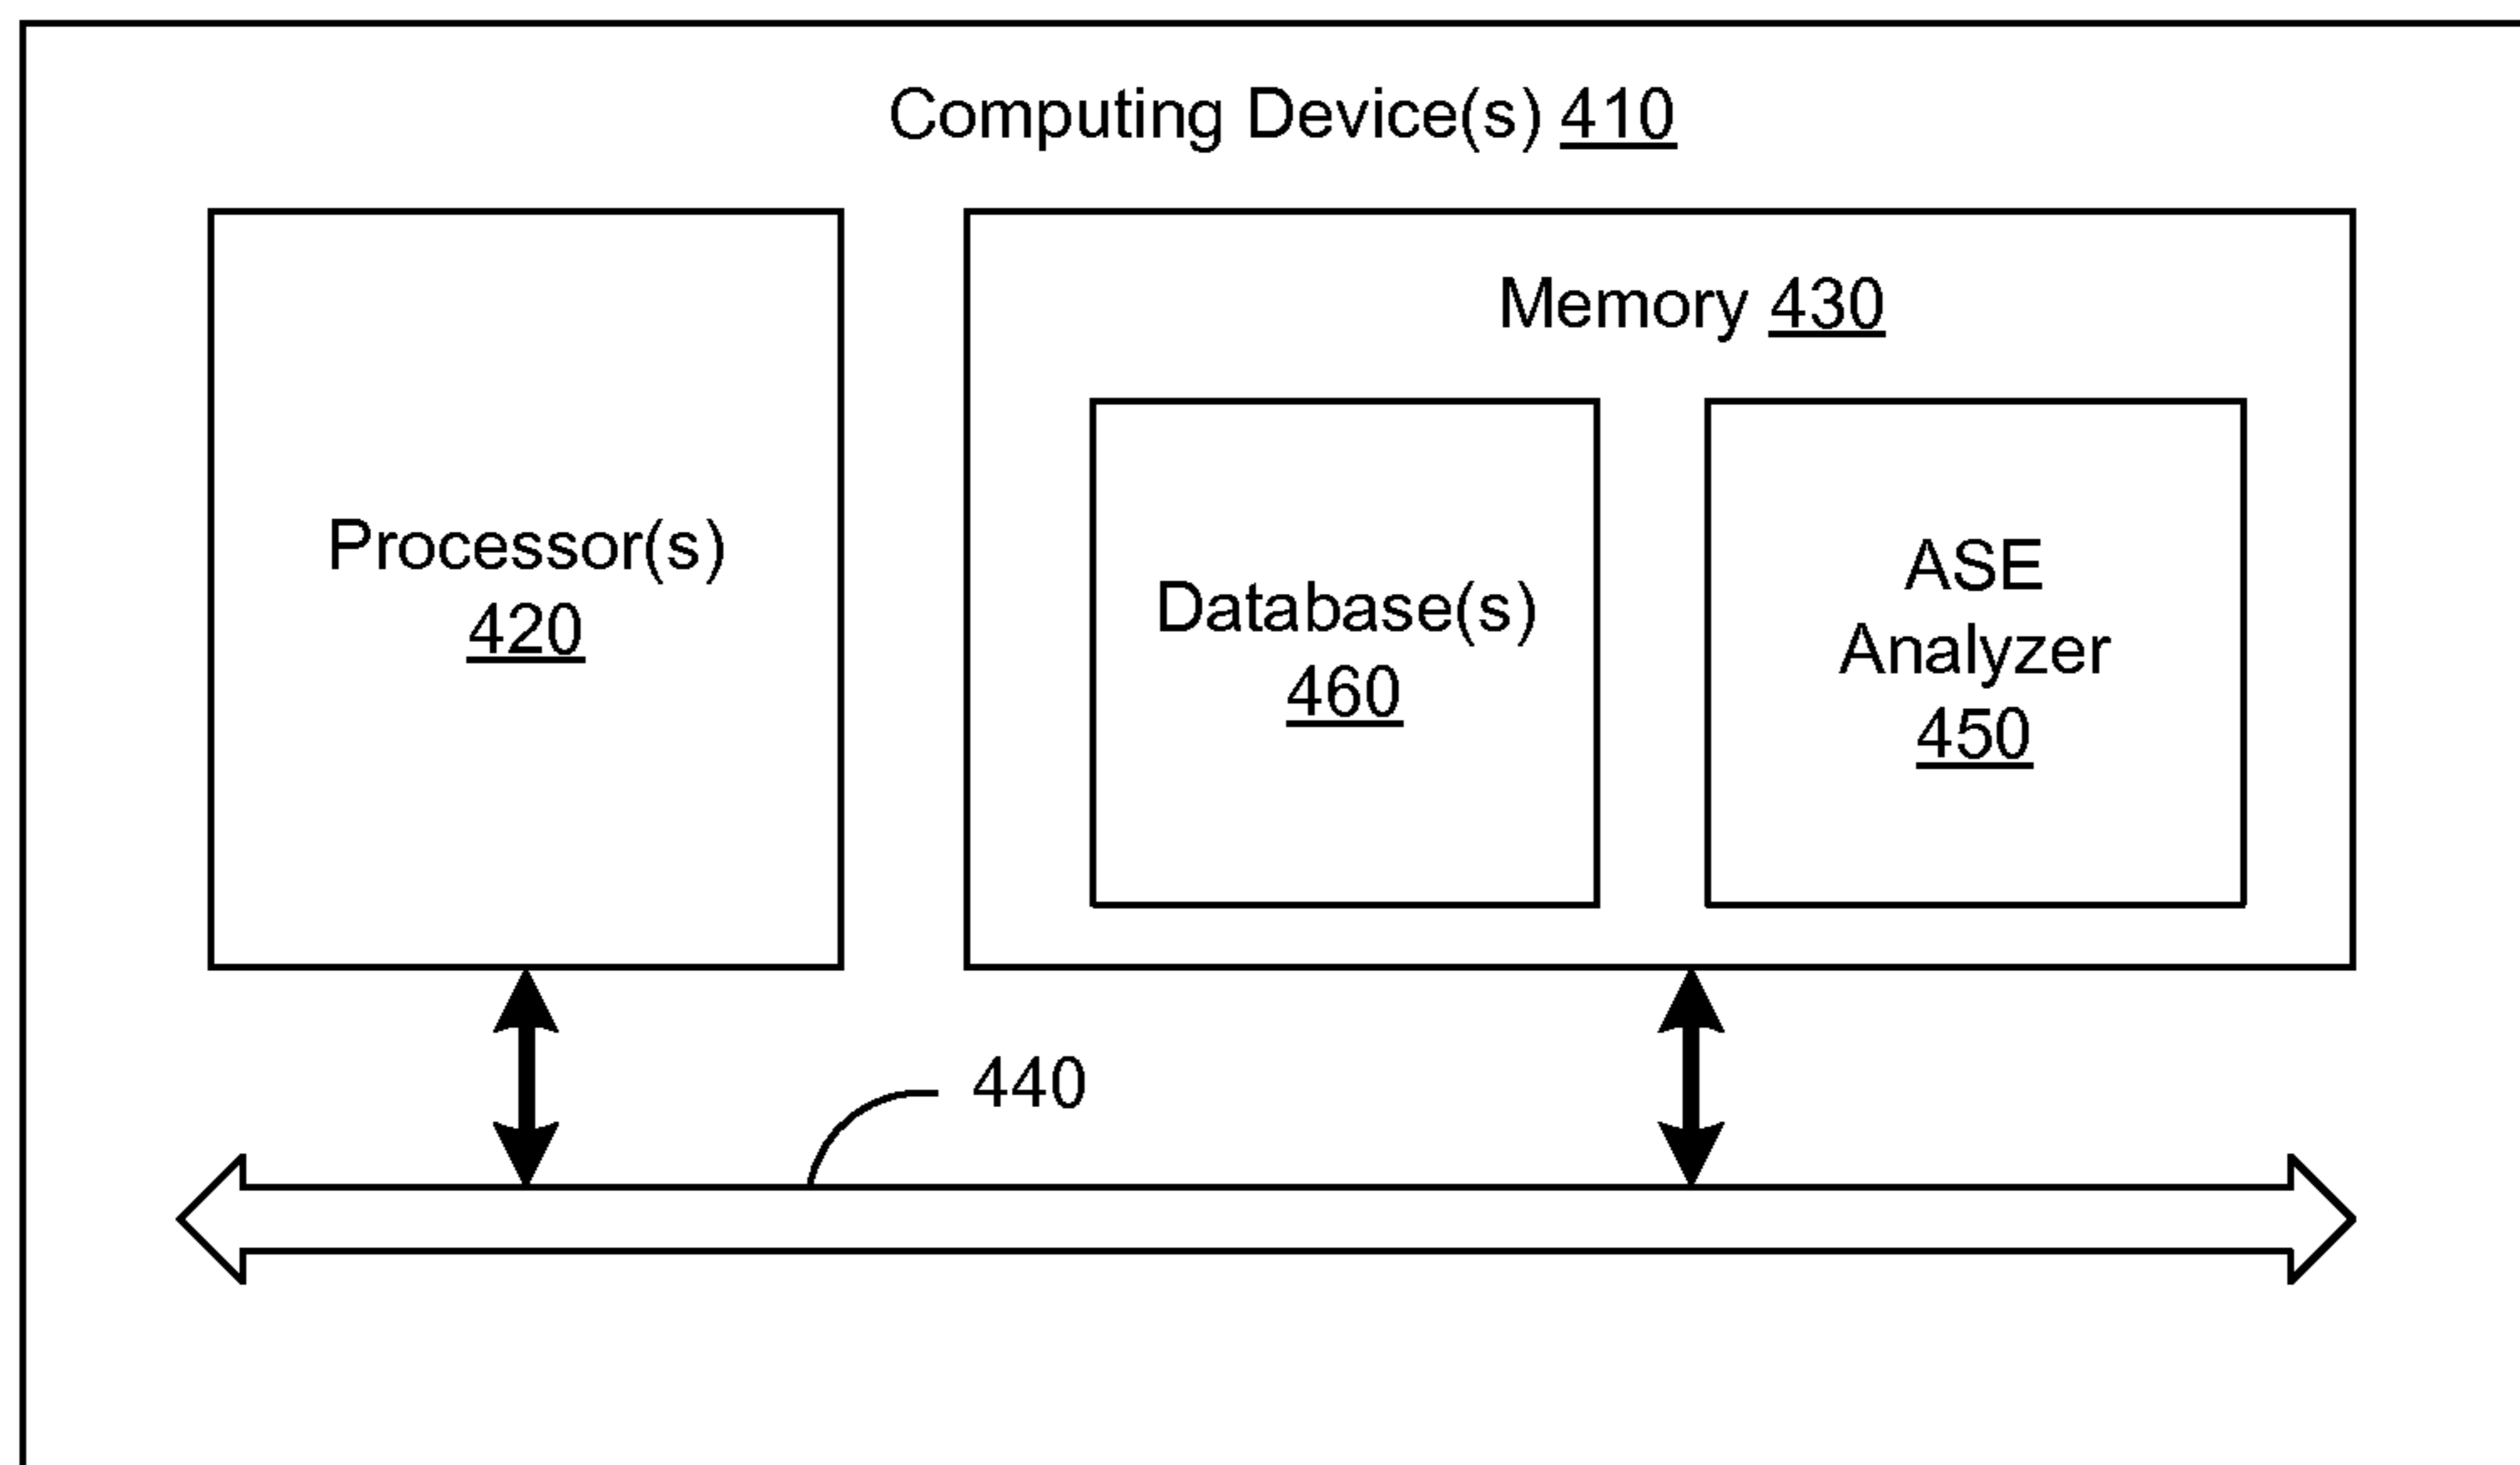 Computing Device(s) 410
Processor(s)
420
Memory 430
Database(s)
460
ASE
Analyzer
450
440